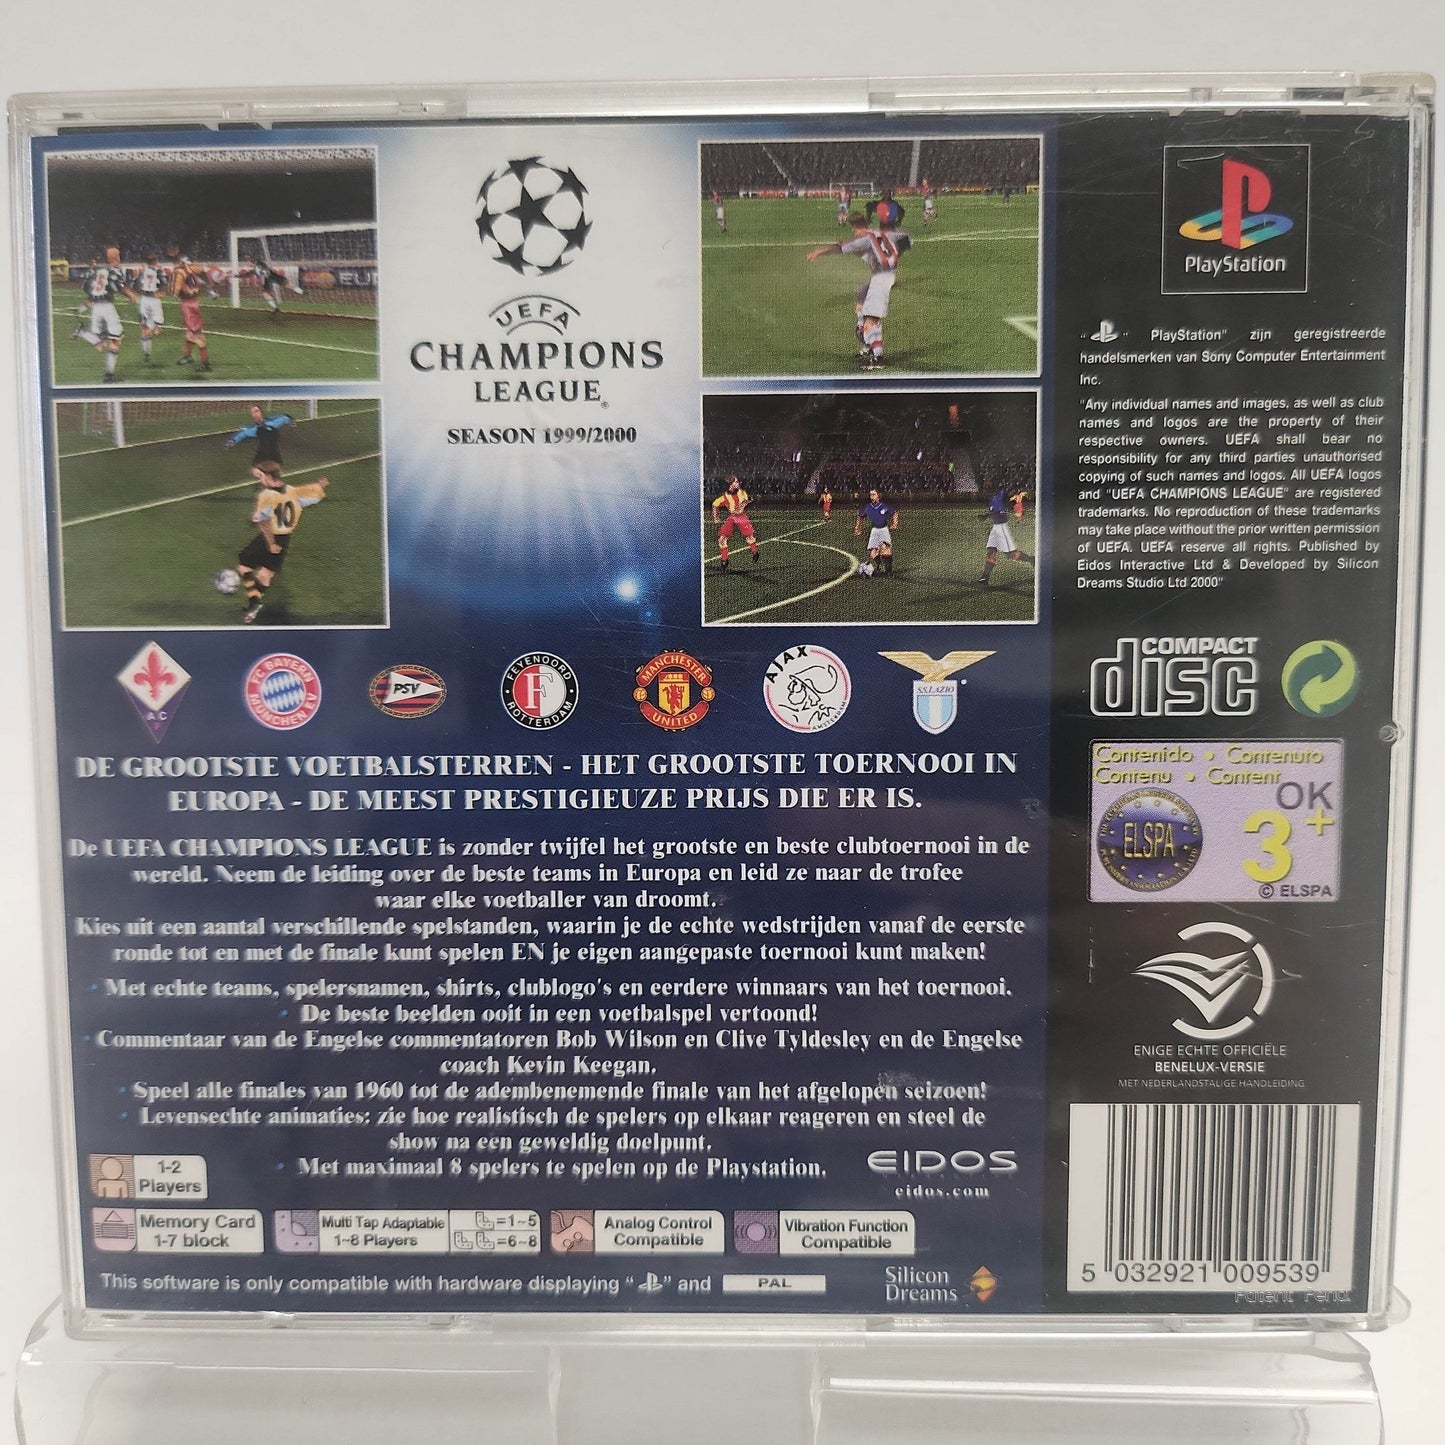 UEFA
CHAMPIONS
LEAGUE®
SEASON 1999/2000
10
AC
F
FC BAYERN
MÜNCHEN EV
PSV
FEYENOORD
F
ROTTERDAM
MANCHESTER
UNITED
AJAX
AMSTERDAM
S.S.LAZIO
DE GROOTSTE VOETBALSTERREN - HET GROOTSTE TOERNOOI IN
EUROPA - DE MEEST PRESTIGIEUZE PRIJS DIE ER IS.
De UEFA CHAMPIONS LEAGUE is zonder twijfel het grootste en beste clubtoernooi in de
wereld. Neem de leiding over de beste teams in Europa en leid ze naar de trofee
waar elke voetballer van droomt.
Kies uit een aantal verschillende spelstanden, waarin je de echte wedstrijden vanaf de eerste
ronde tot en met de finale kunt spelen EN je eigen aangepaste toernooi kunt maken!
• Met echte teams, spelersnamen, shirts, clublogo's en eerdere winnaars van het toernooi.
• De beste beelden ooit in een voetbalspel vertoond!
• Commentaar van de Engelse commentatoren Bob Wilson en Clive Tyldesley en de Engelse
coach Kevin Keegan.
• Speel alle finales van 1960 tot de adembenemende finale van het afgelopen seizoen!
• Levensechte animaties: zie hoe realistisch de spelers op elkaar reageren en steel de
show na een geweldig doelpunt.
• Met maximaal 8 spelers te spelen op de Playstation.
EIDOS
eidos.com
1-2
Players
Memory Card
1-7 block
Multi Tap Adaptable
1~8 Players
=1~5
=6~8
Analog Control
Compatible
Vibration Function
Compatible
This software is only compatible with hardware displaying " " and PAL
Silicon
Dreams
PlayStation
" " PlayStation" zijn geregistreerde
handelsmerken van Sony Computer Entertainment
Inc.
"Any individual names and images, as well as club
names and logos are the property of their
respective owners. UEFA shall bear no
responsibility for any third parties unauthorised
copying of such names and logos. All UEFA logos
and "UEFA CHAMPIONS LEAGUE" are registered
trademarks. No reproduction of these trademarks
may take place without the prior written permission
of UEFA. UEFA reserve all rights. Published by
Eidos Interactive Ltd & Developed by Silicon
Dreams Studio Ltd 2000"
COMPACT
disc
Contenido • Contenuto
Contenu • Content
OK
3+
ELSPA
© ELSPA
ENIGE ECHTE OFFICIËLE
BENELUX-VERSIE
MET NEDERLANDSTALIGE HANDLEIDING
5 032921 009539